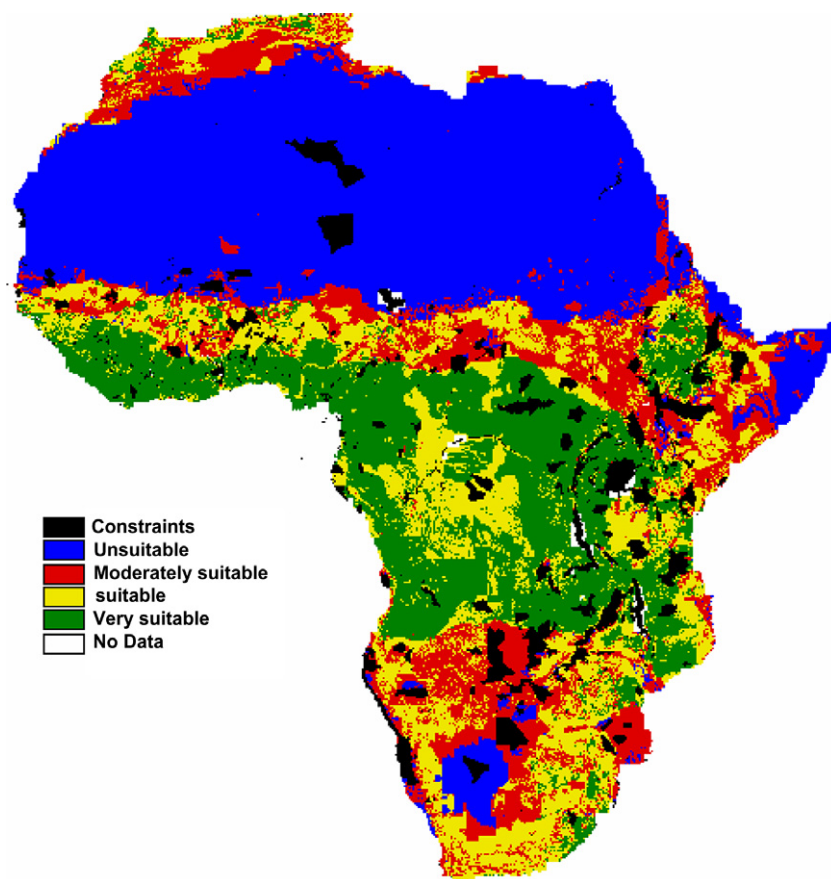 Constraints
Unsuitable
Moderately suitable
suitable
Very suitable
No Data